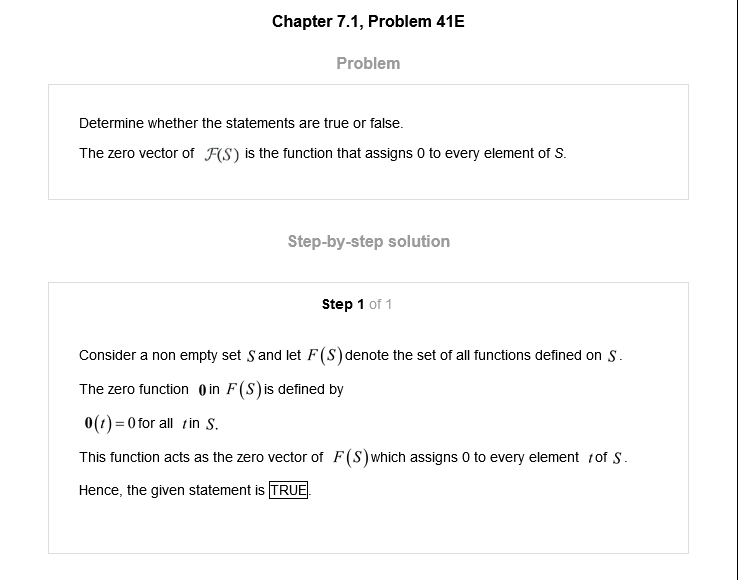 Chapter 7.1, Problem 41E
Problem
Determine whether the statements are true or false.
The zero vector of ℱ(S) is the function that assigns 0 to every element of S.
Step-by-step solution
Step 1 of 1
Consider a non empty set S and let F(S) denote the set of all functions defined on S.
The zero function 0 in F(S) is defined by
0(t) = 0 for all t in S.
This function acts as the zero vector of F(S) which assigns 0 to every element t of S.
Hence, the given statement is TRUE.